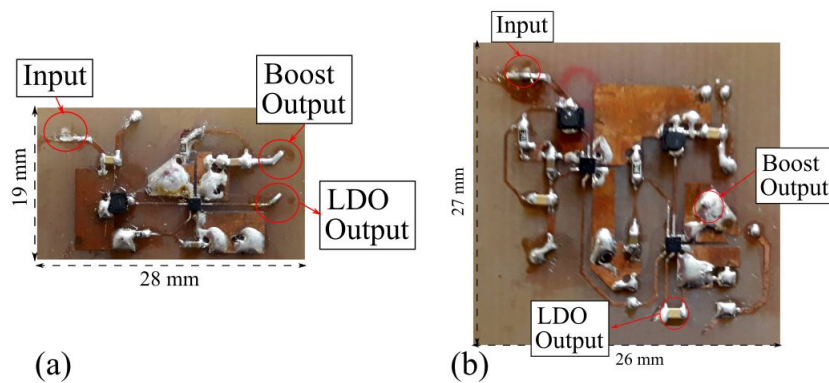 Input
Boost
Output
LDO
Output
19 mm
28 mm
(a)
Input
Boost
Output
LDO
Output
27 mm
26 mm
(b)